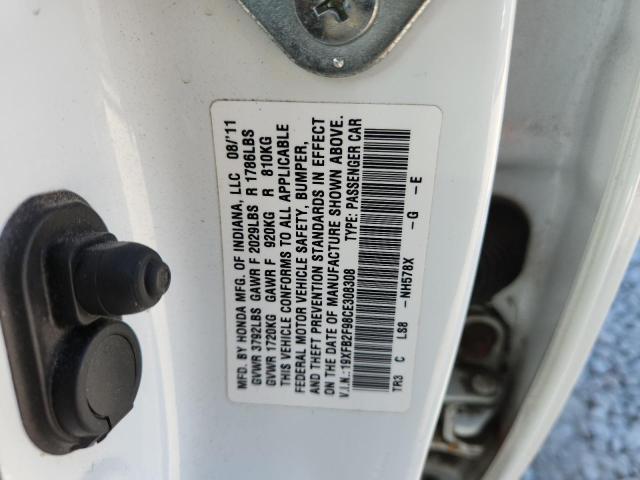 MFD. BY HONDA MFG. OF INDIANA, LLC 08/'11
GVWR 3792LBS GAWR F 2029LBS R 1786LBS
GVWR 1720KG GAWR F 920KG R 810KG
THIS VEHICLE CONFORMS TO ALL APPLICABLE
FEDERAL MOTOR VEHICLE SAFETY, BUMPER,
AND THEFT PREVENTION STANDARDS IN EFFECT
ON THE DATE OF MANUFACTURE SHOWN ABOVE.
V.I.N.: 19XFB2F98CE308308 TYPE: PASSENGER CAR
TR3 C LS8 - NH578X - G - E